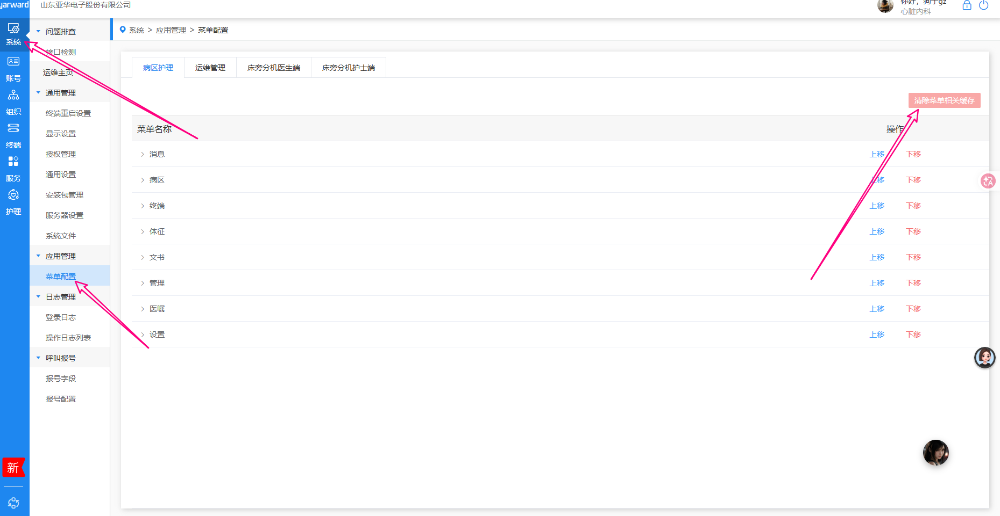 yarward
山东亚华电子股份有限公司
你好，狗子gz
心脏内科
系统
账号
组织
终端
服务
护理
新
问题排查
接口检测
运维主页
通用管理
终端重启设置
显示设置
授权管理
通用设置
安装包管理
服务器设置
系统文件
应用管理
菜单配置
日志管理
登录日志
操作日志列表
呼叫报号
报号字段
报号配置
系统 > 应用管理 > 菜单配置
病区护理 运维管理 床旁分机医生端 床旁分机护士端
清除菜单相关缓存
菜单名称 操作
消息 上移 下移
病区 上移 下移
终端 上移 下移
体征 上移 下移
文书 上移 下移
管理 上移 下移
医嘱 上移 下移
设置 上移 下移